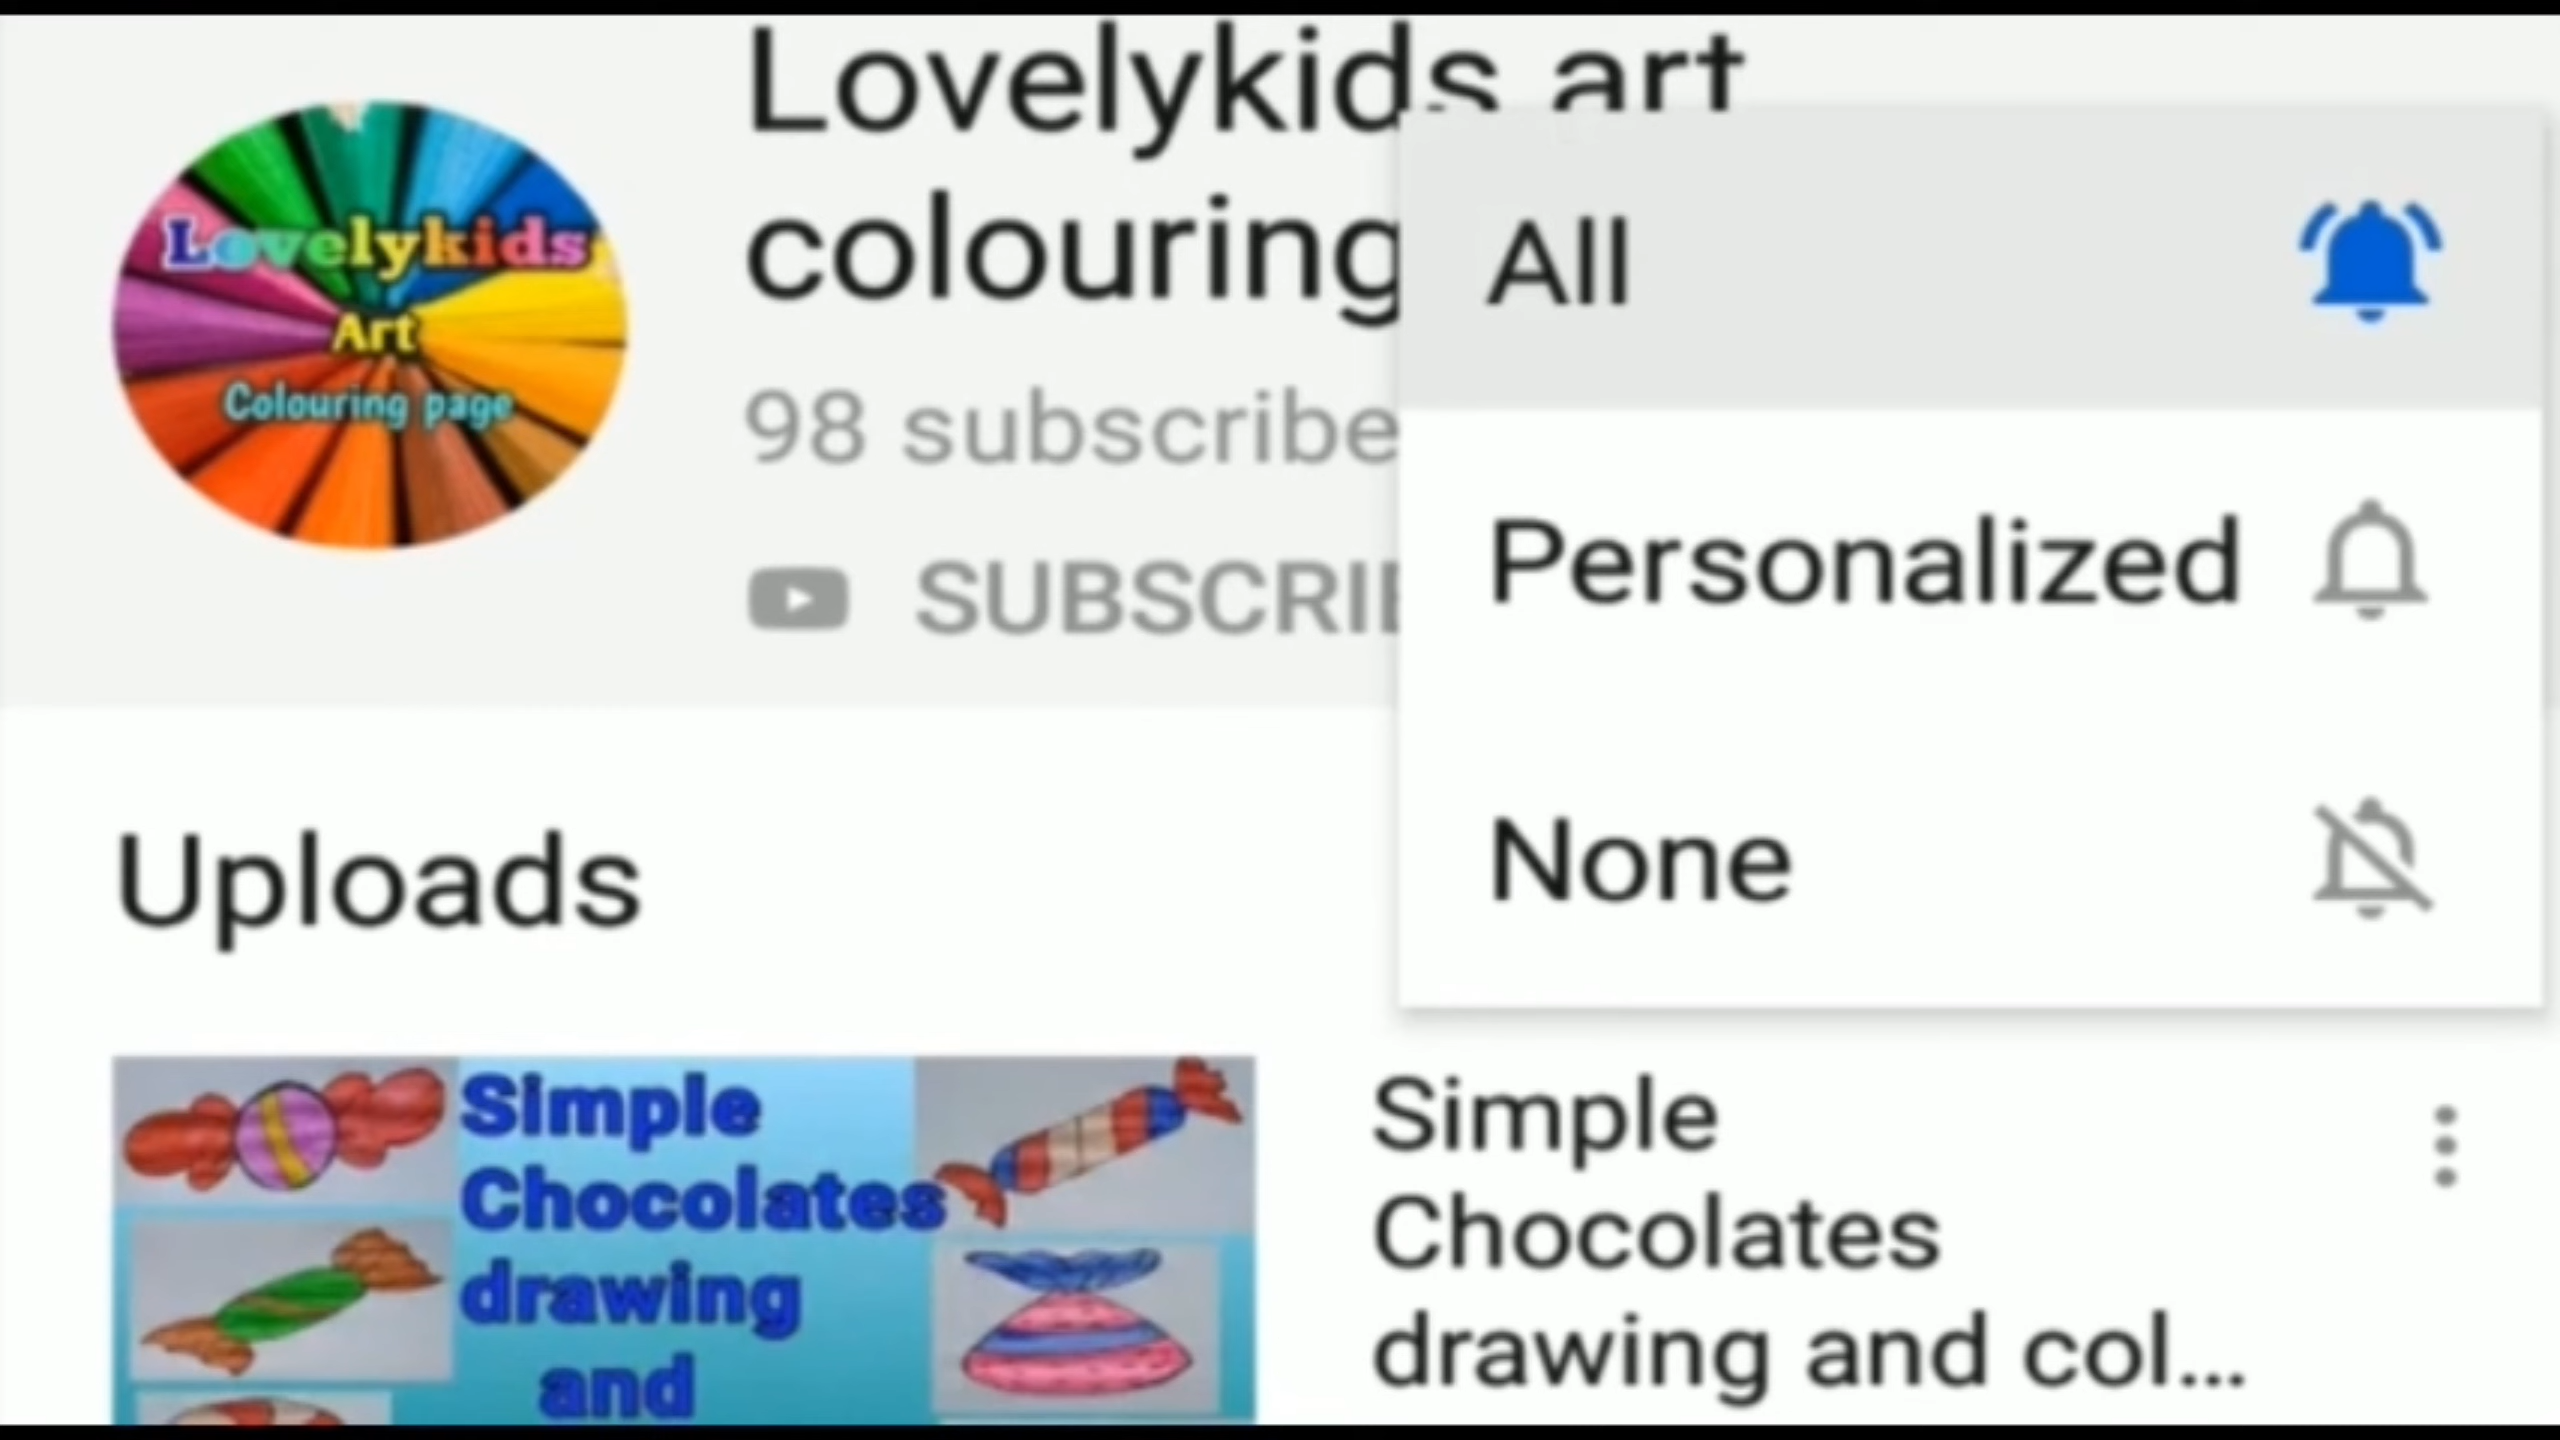 Lovelykids art
colouring
98 subscribe
SUBSCRIB
Lovelykids
Art
Colouring page
All
Personalized
None
Uploads
Simple
Chocolates
drawing
and
Simple
Chocolates
drawing and col...